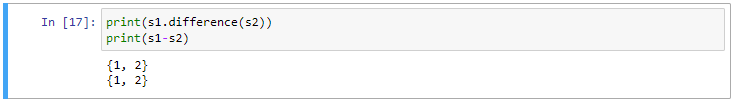 In [17]: print(s1.difference(s2))
print(s1-s2)
{1, 2}
{1, 2}